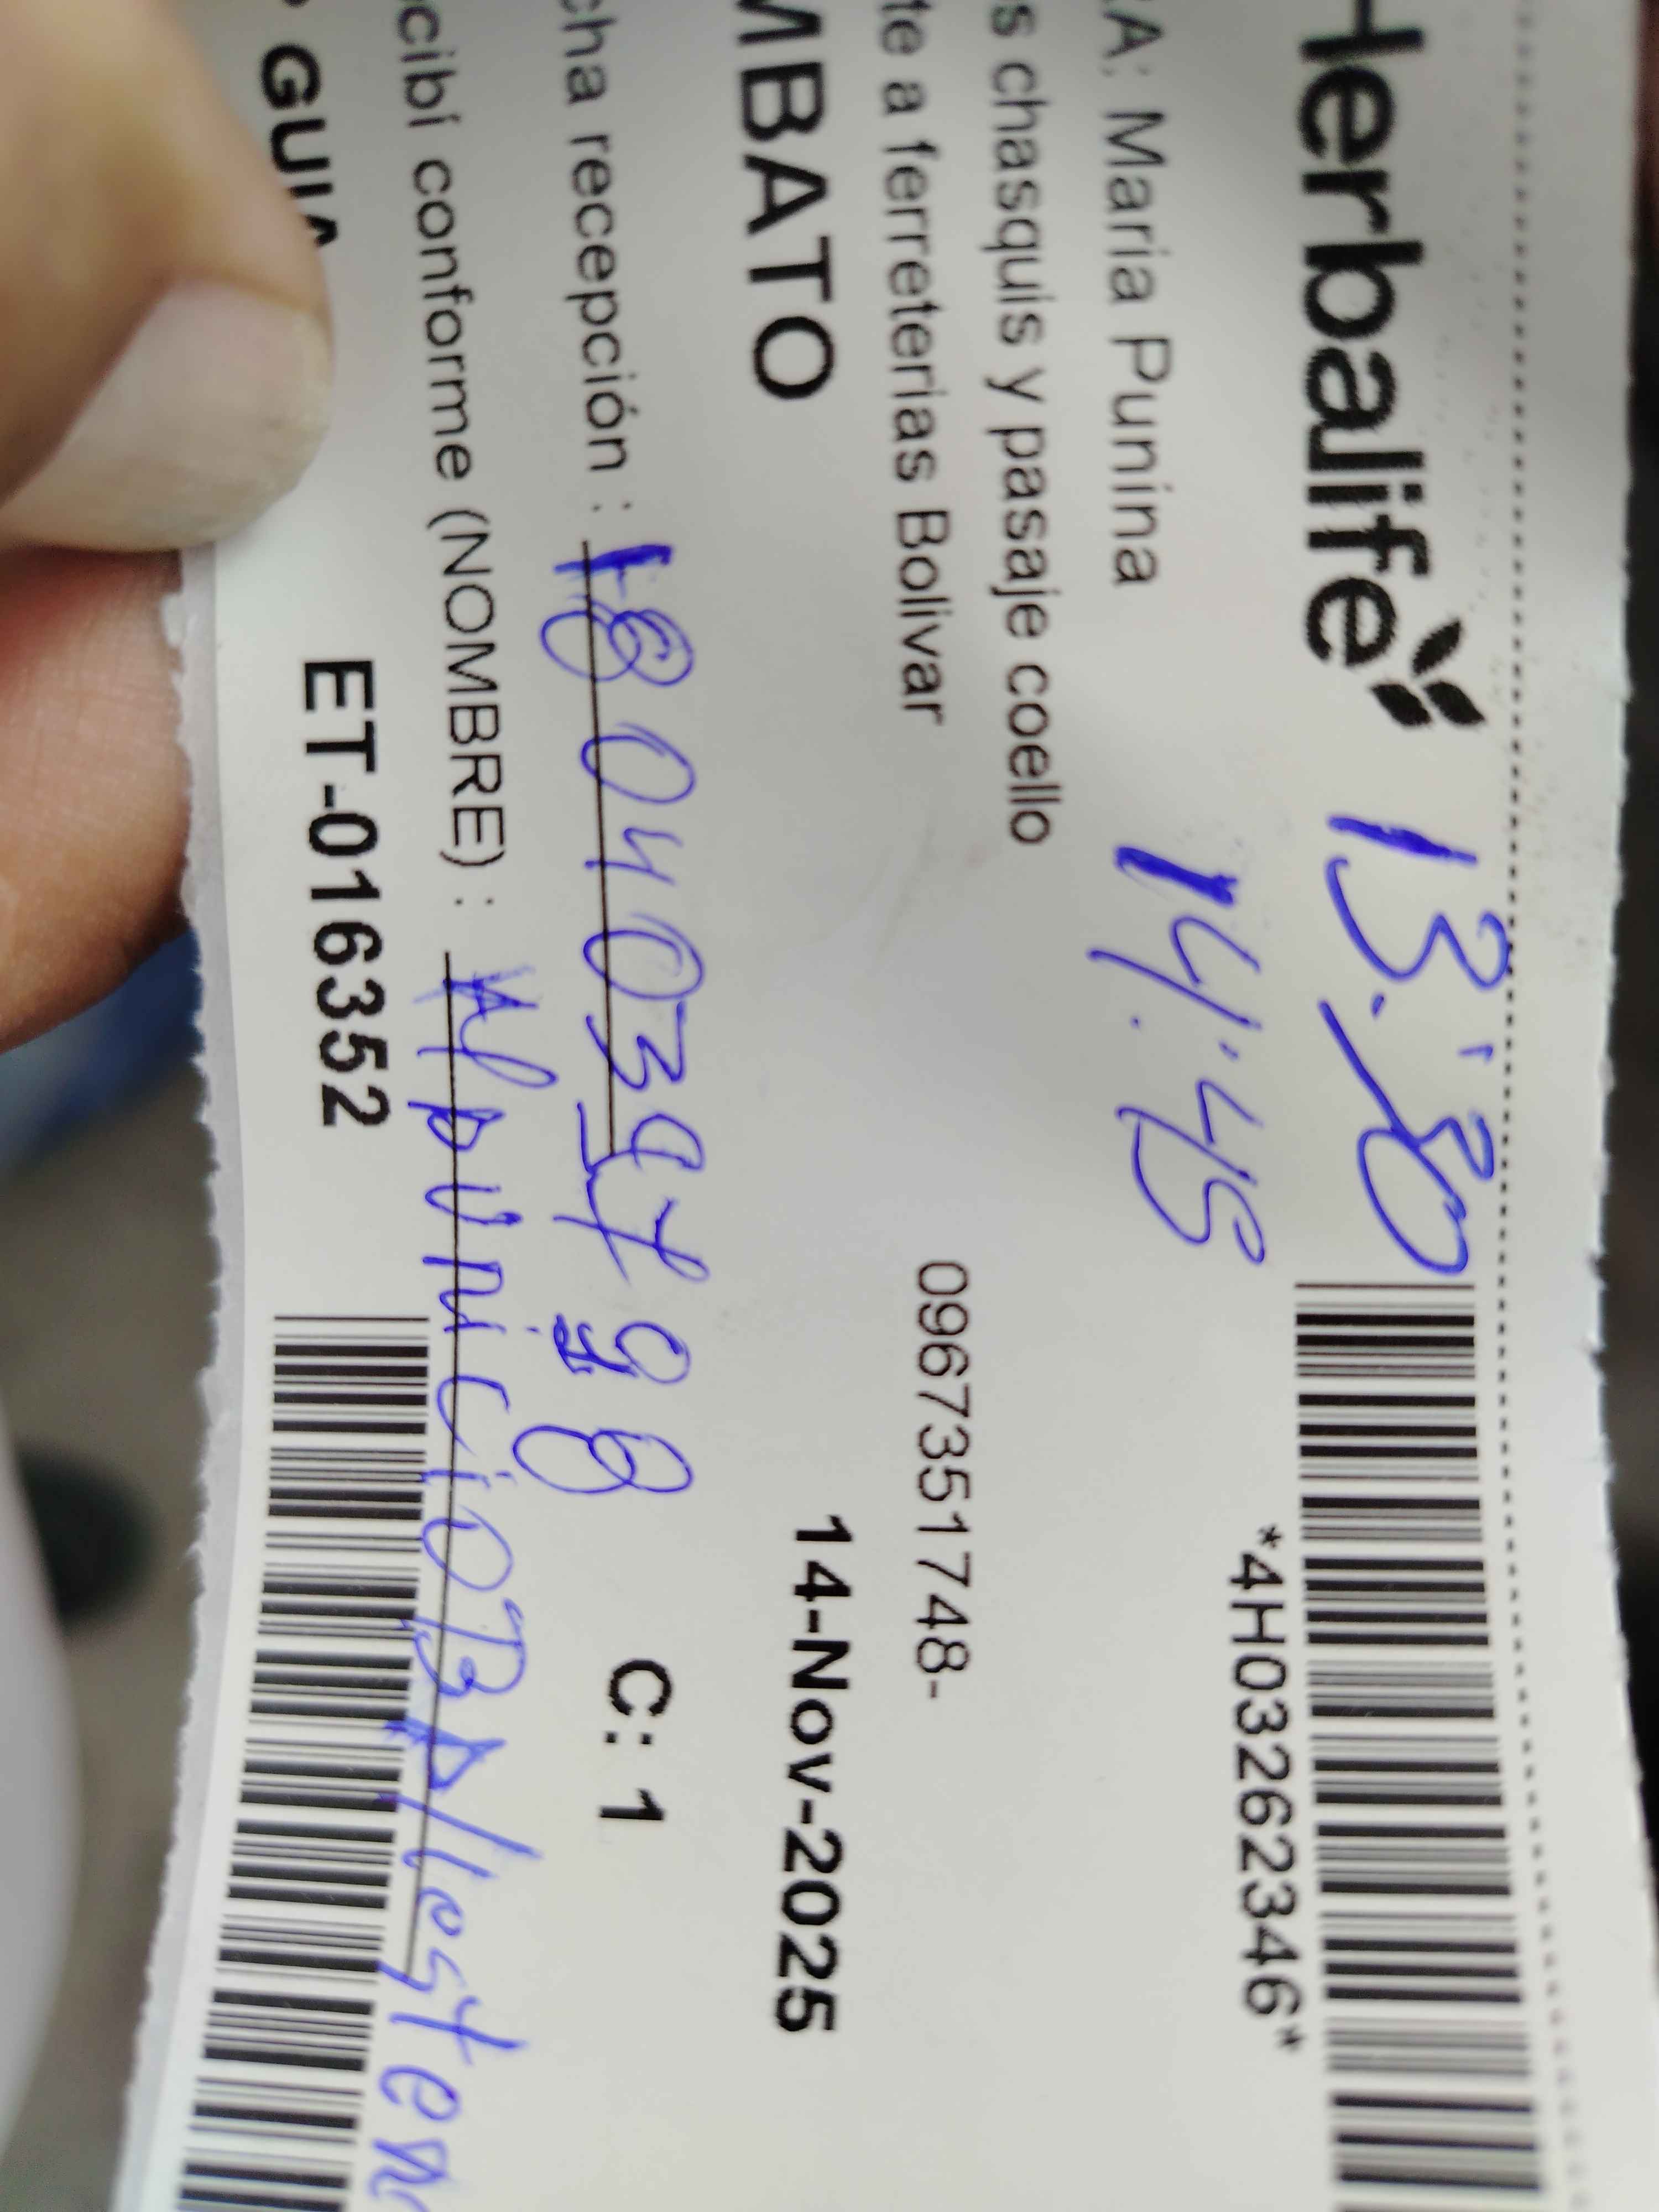 Herbalife 13:30
*4H03262346*
A: Maria Punina 14:45
s chasquis y pasaje coello
te a ferreterias Bolivar 0967351748-
MBATO 14-Nov-2025
cha recepción : C: 1
cibí conforme (NOMBRE) :
GUIA ET-016352